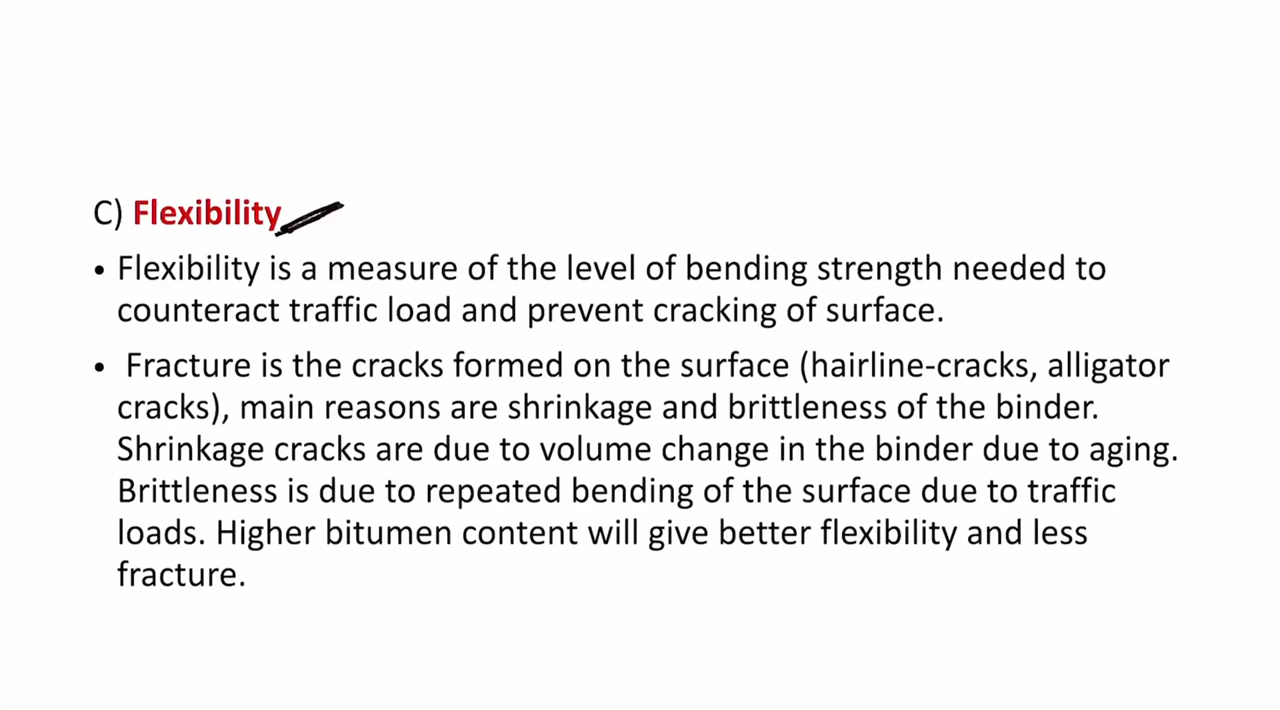 C) Flexibility
• Flexibility is a measure of the level of bending strength needed to
counteract traffic load and prevent cracking of surface.
• Fracture is the cracks formed on the surface (hairline-cracks, alligator
cracks), main reasons are shrinkage and brittleness of the binder.
Shrinkage cracks are due to volume change in the binder due to aging.
Brittleness is due to repeated bending of the surface due to traffic
loads. Higher bitumen content will give better flexibility and less
fracture.